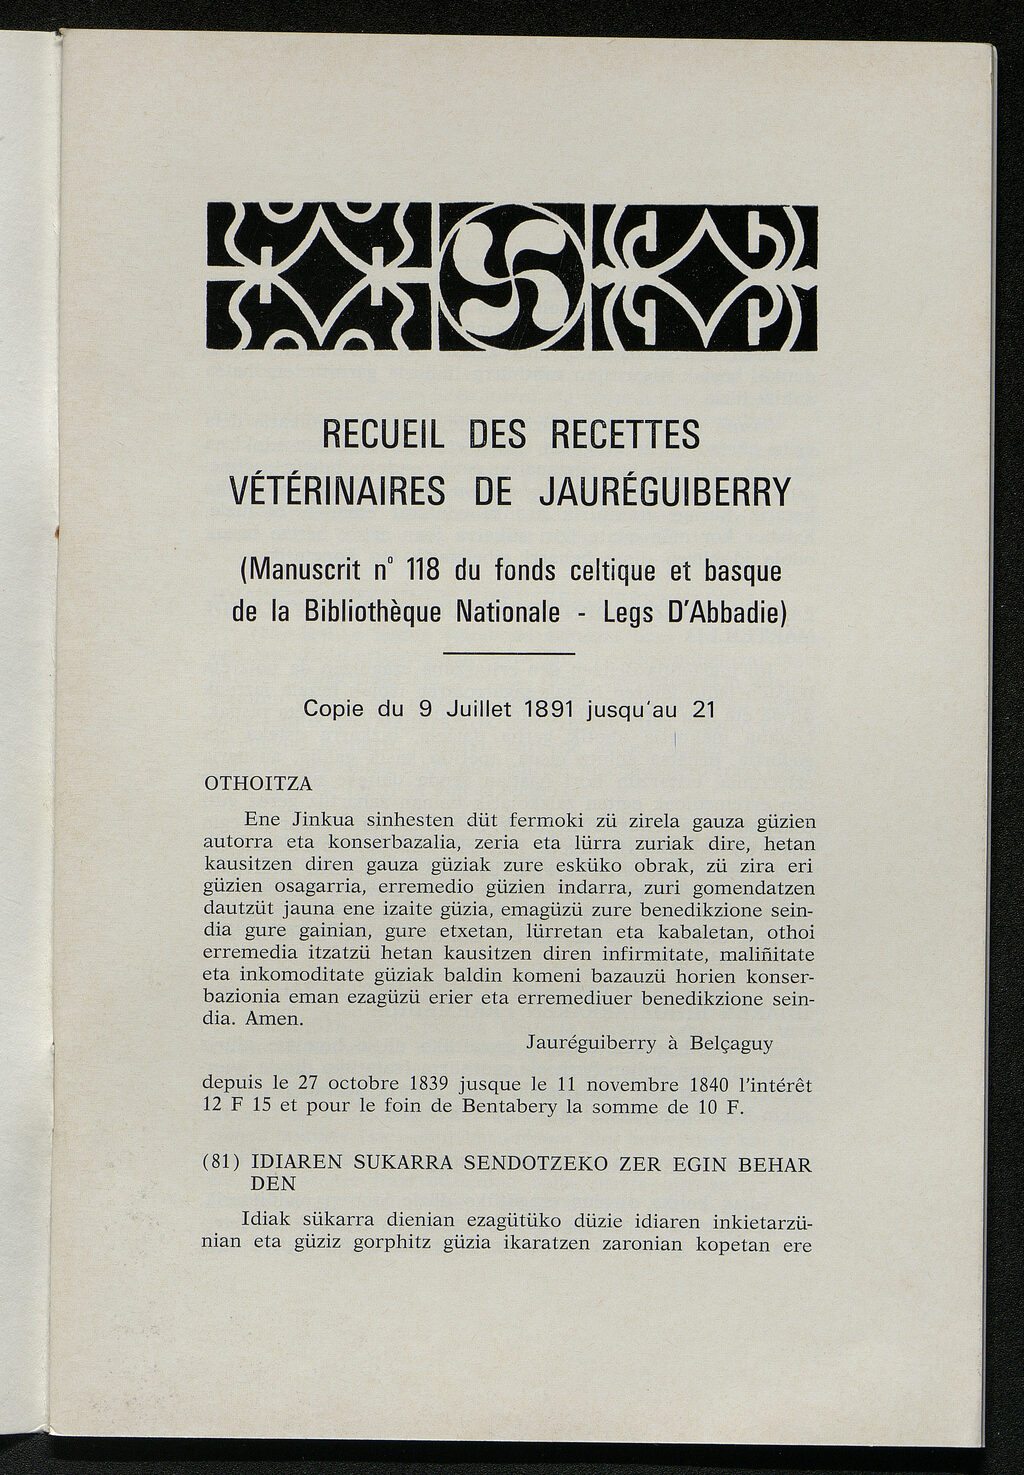 RECUEIL DES RECETTES
VÉTÉRINAIRES DE JAURÉGUIBERRY
(Manuscrit n° 118 du fonds celtique et basque
de la Bibliothèque Nationale - Legs D'Abbadie)
Copie du 9 Juillet 1891 jusqu'au 21
OTHOITZA
Ene Jinkua sinhesten düt fermoki zü zirela gauza güzien
autorra eta konserbazalia, zeria eta lürra zuriak dire, hetan
kausitzen diren gauza güziak zure esküko obrak, zü zira eri
güzien osagarria, erremedio güzien indarra, zuri gomendatzen
dautzüt jauna ene izaite güzia, emagüzü zure benedikzione sein-
dia gure gainian, gure etxetan, lürretan eta kabaletan, othoi
erremedia itzatzü hetan kausitzen diren infirmitate, maliñitate
eta inkomoditate güziak baldin komeni bazauzü horien konser-
bazionia eman ezagüzü erier eta erremediuer benedikzione sein-
dia. Amen.
Jauréguiberry à Belçaguy
depuis le 27 octobre 1839 jusque le 11 novembre 1840 l'intérêt
12 F 15 et pour le foin de Bentabery la somme de 10 F.
(81) IDIAREN SUKARRA SENDOTZEKO ZER EGIN BEHAR
DEN
Idiak sükarra dienian ezagütüko düzie idiaren inkietarzü-
nian eta güziz gorphitz güzia ikaratzen zaronian kopetan ere